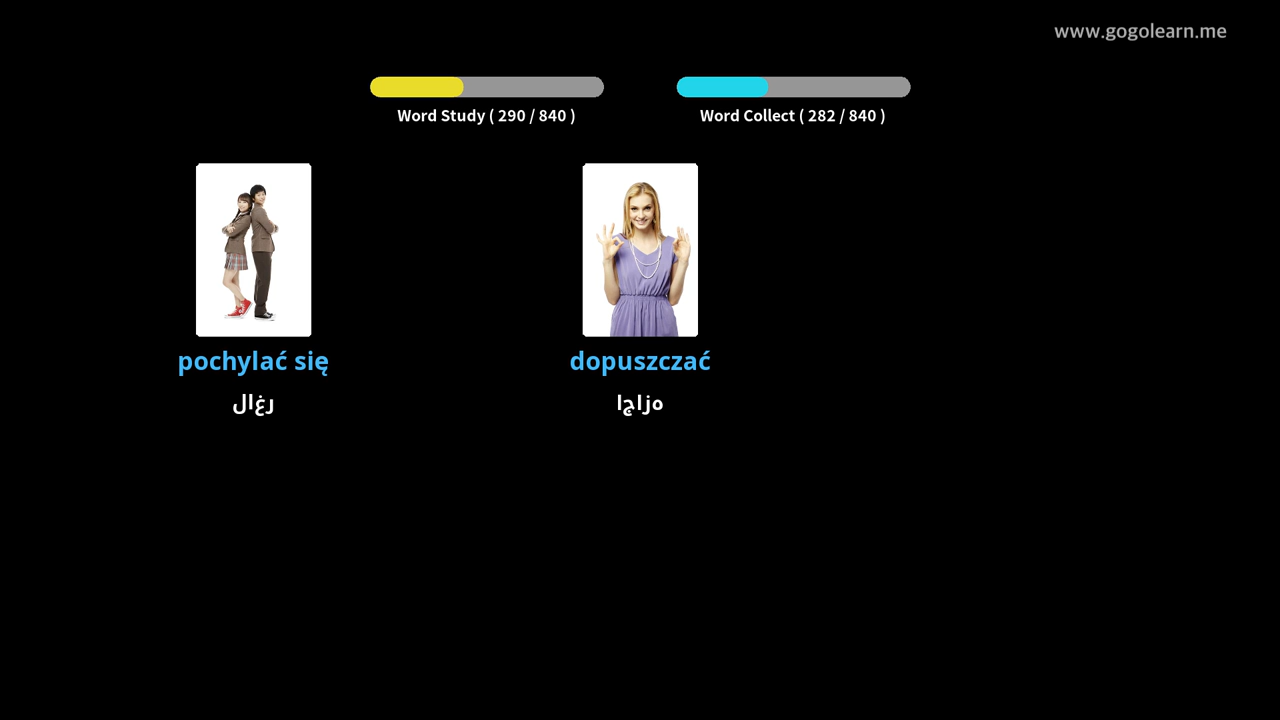 www.gogolearn.me
Word Study ( 290 / 840 )
Word Collect ( 282 / 840 )
pochylać się
dopuszczać
رغال
هزاجا